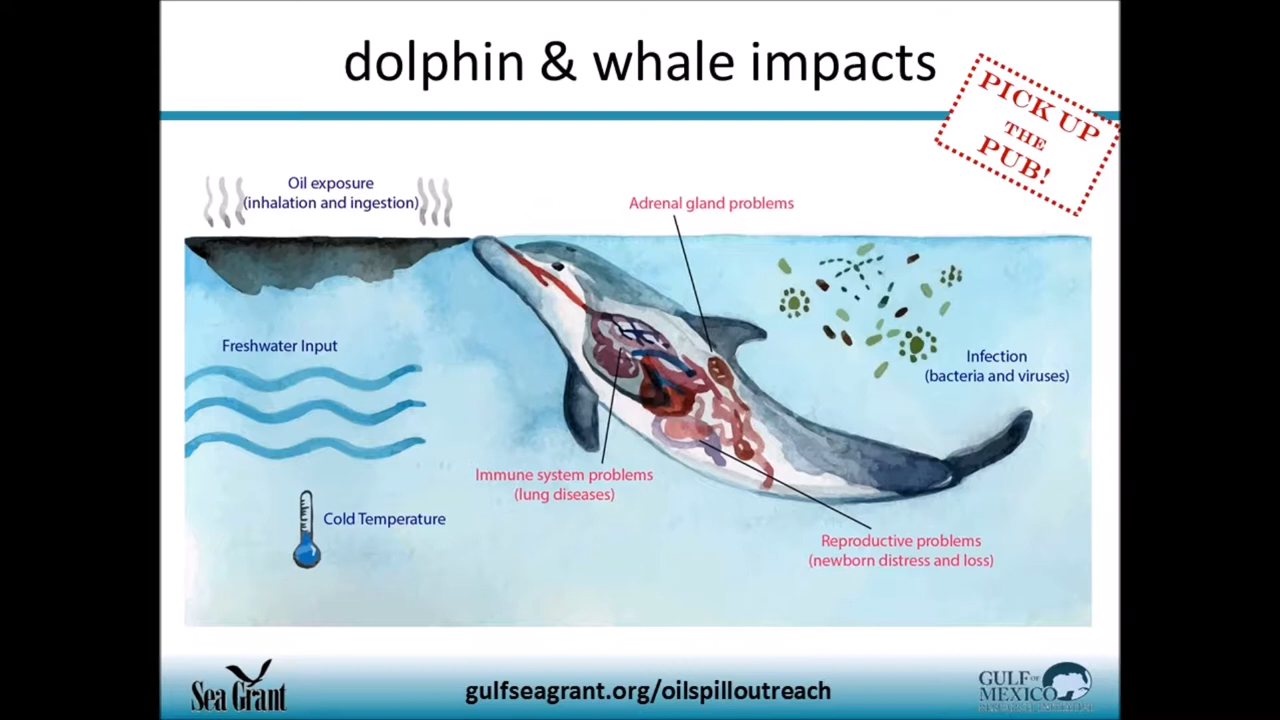 dolphin & whale impacts
PICK UP
THE
PUB!
Oil exposure
(inhalation and ingestion)
Adrenal gland problems
Freshwater Input
Infection
(bacteria and viruses)
Immune system problems
(lung diseases)
Cold Temperature
Reproductive problems
(newborn distress and loss)
Sea Grant
gulfseagrant.org/oilspilloutreach
GULF OF
MEXICO